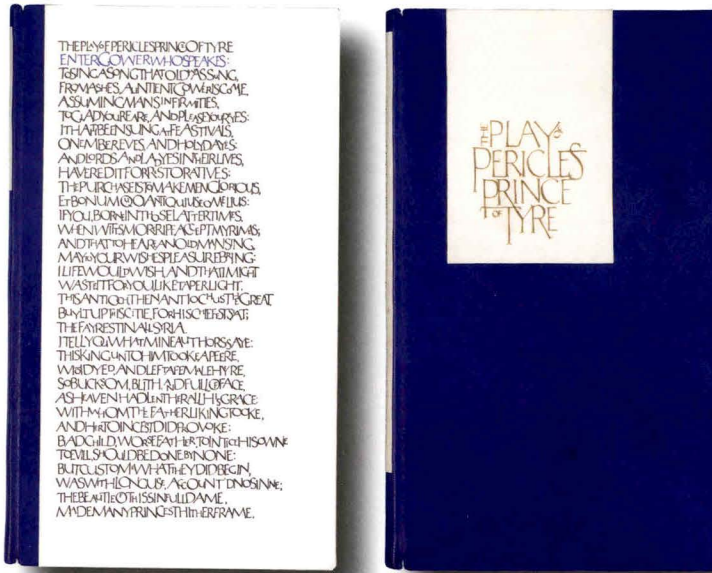 THE PLAY OF PERICLES PRINCE OF TYRE
ENTER GOWER WHO SPEAKES:
TO SING A SONG THAT OLD WAS SUNG,
FROM ASHES, AUNTIENT GOWER IS COME,
ASSUMING MANS INFIRMITIES,
TO GLAD YOUR EARE, AND PLEASE YOUR EYES:
IT HATH BEEN SUNG AT FEASTIVALS,
ON EMBER EVES, AND HOLYDAYES:
AND LORDS AND LADYES IN THEIR LIVES,
HAVE RED IT FOR RESTORATIVES:
THE PURCHASE IS TO MAKE MEN GLORIOUS,
ET BONUM QUO ANTIQUIUS EO MELIUS:
IF YOU, BORNE IN THOSE LATTER TIMES,
WHEN WITS MORE RIPE, ACCEPT MY RIMES;
AND THAT TO HEARE AN OLD MAN SING,
MAY TO YOUR WISHES PLEASURE BRING:
I LIFE WOULD WISH, AND THAT I MIGHT
WASTE IT FOR YOU, LIKE TAPER LIGHT.
THIS ANTIOCH, THEN ANTIOCHUS THE GREAT
BUYLT UP THIS CITIE, FOR HIS CHIEFEST SEAT;
THE FAYREST IN ALL SYRIA.
I TELL YOU WHAT MINE AUTHORS SAYE:
THIS KING UNTO HIM TOOKE A PEERE,
WHO DYED, AND LEFT A FEMALE HEYRE,
SO BUCKSOM, BLITH, AND FULL OF FACE,
AS HEAVEN HAD LENT HER ALL HIS GRACE:
WITH WHOM THE FATHER LIKING TOOKE,
AND HER TO INCEST DID PROVOKE:
BAD CHILD, WORSE FATHER, TO INTICE HIS OWNE
TO EVILL, SHOULD BE DONE BY NONE:
BUT CUSTOM WHAT THEY DID BEGIN,
WAS WITH LONG USE, ACCOUNT'D NO SINNE;
THE BEAUTIE OF THIS SINFULL DAME,
MADE MANY PRINCES THITHER FRAME,
THE PLAY OF
PERICLES
PRINCE
OF TYRE